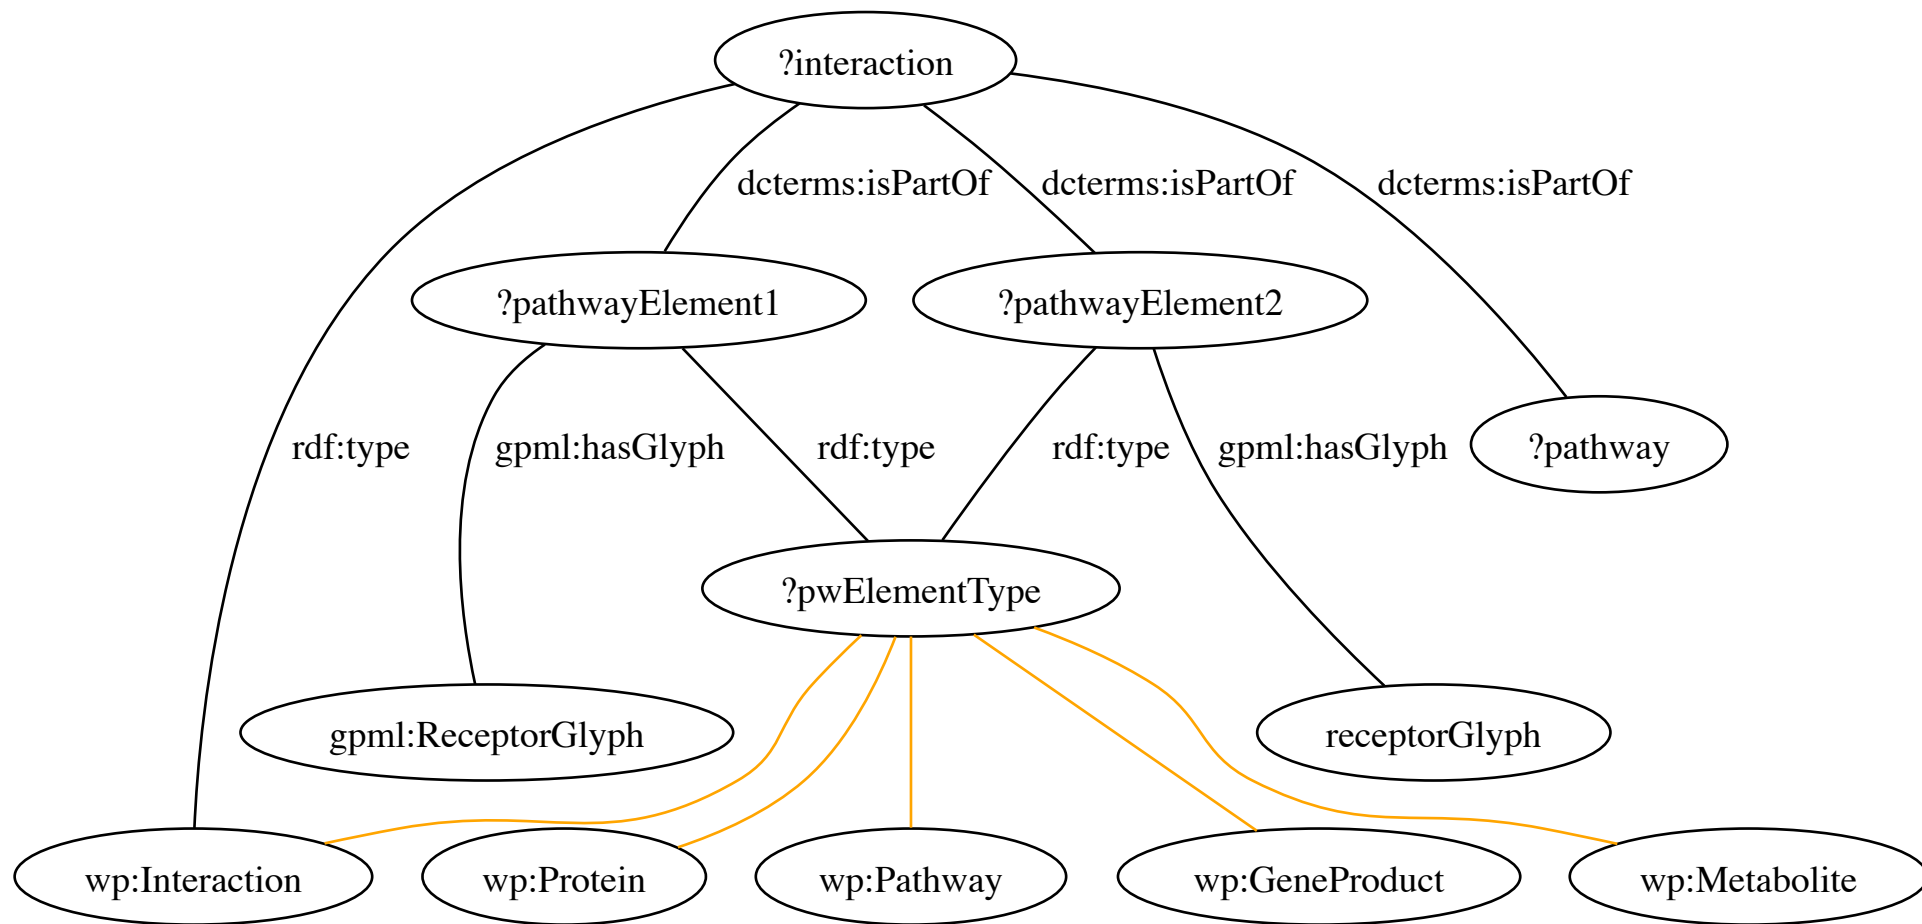 ?interaction
dcterms:isPartOf
dcterms:isPartOf
dcterms:isPartOf
?pathwayElement1
?pathwayElement2
rdf:type
gpml:hasGlyph
rdf:type
rdf:type
gpml:hasGlyph
?pathway
?pwElementType
gpml:ReceptorGlyph
receptorGlyph
wp:Interaction
wp:Protein
wp:Pathway
wp:GeneProduct
wp:Metabolite